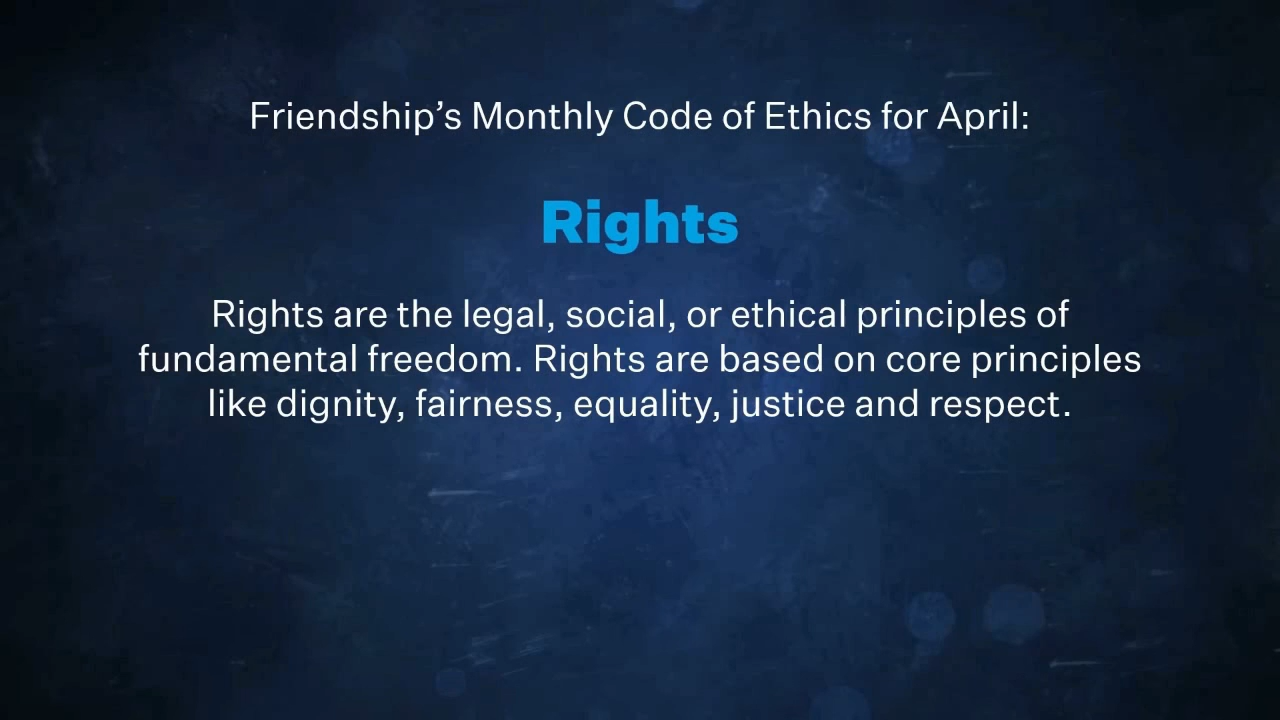 Friendship’s Monthly Code of Ethics for April:
Rights
Rights are the legal, social, or ethical principles of
fundamental freedom. Rights are based on core principles
like dignity, fairness, equality, justice and respect.